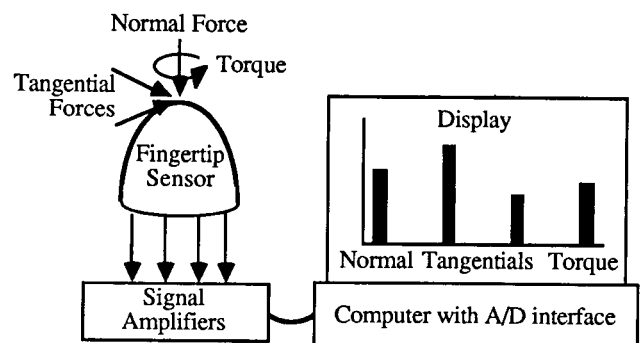 Normal Force
Torque
Tangential
Forces
Fingertip
Sensor
Display
Normal Tangentials Torque
Signal
Amplifiers
Computer with A/D interface